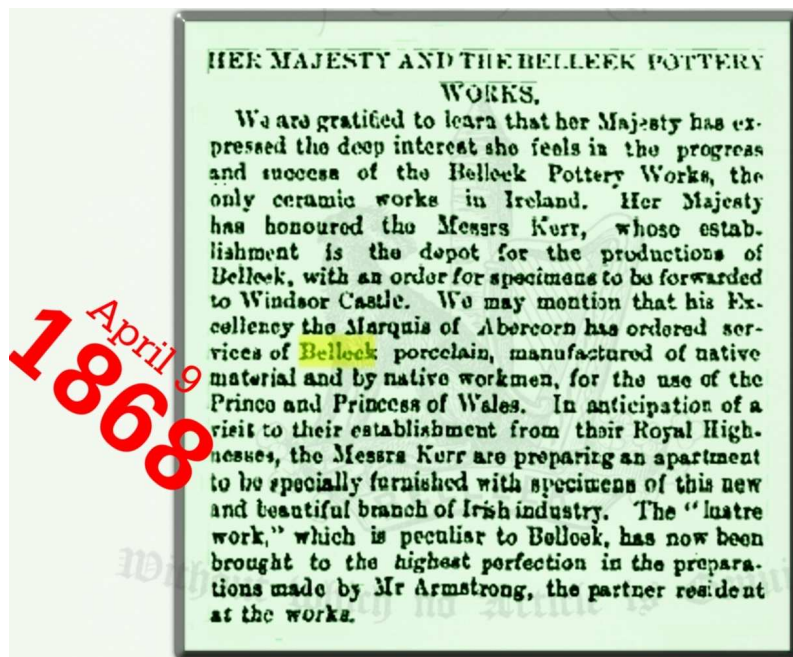 HER MAJESTY AND THE BELLEEK POTTERY
WORKS.
We are gratified to learn that her Majesty has ex-
pressed the deep interest she feels in the progress
and success of the Belleek Pottery Works, the
only ceramic works in Ireland. Her Majesty
has honoured the Messrs Kerr, whose estab-
lishment is the depot for the productions of
Belleek, with an order for specimens to be forwarded
to Windsor Castle. We may mention that his Ex-
cellency the Marquis of Abercorn has ordered ser-
vices of Belleek porcelain, manufactured of native
material and by native workmen, for the use of the
Prince and Princess of Wales. In anticipation of a
visit to their establishment from their Royal High-
nesses, the Messrs Kerr are preparing an apartment
to be specially furnished with specimens of this new
and beautiful branch of Irish industry. The "lustre
work," which is peculiar to Belleek, has now been
brought to the highest perfection in the prepara-
tions made by Mr Armstrong, the partner resident
at the works.
April 9
1868
Without Which no Article is